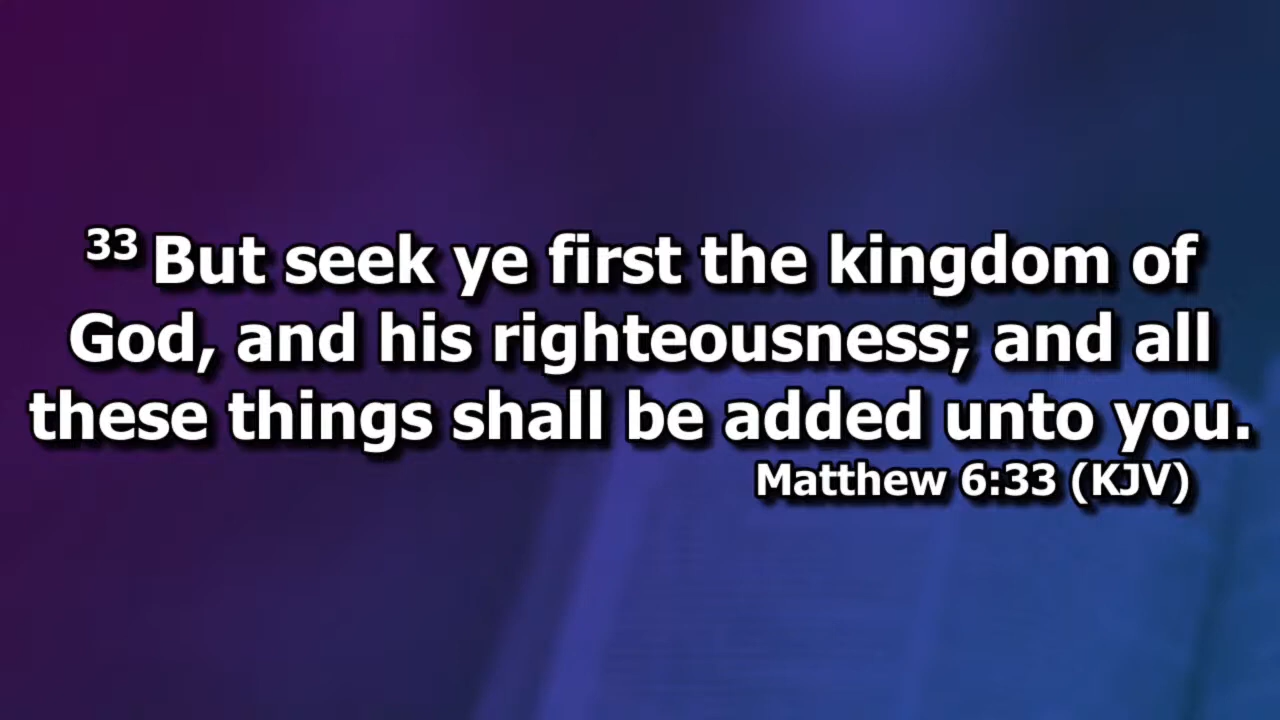 33 But seek ye first the kingdom of
God, and his righteousness; and all
these things shall be added unto you.
Matthew 6:33 (KJV)